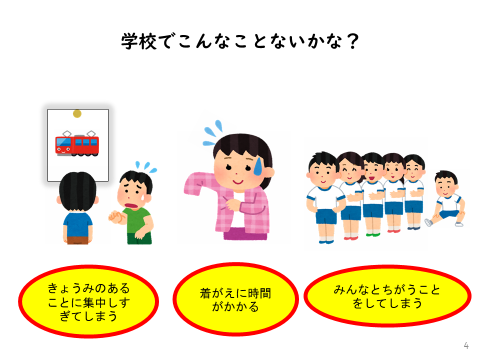 学校でこんなことないかな？
きょうみのある
ことに集中しす
ぎてしまう
着がえに時間
がかかる
みんなとちがうこと
をしてしまう
4